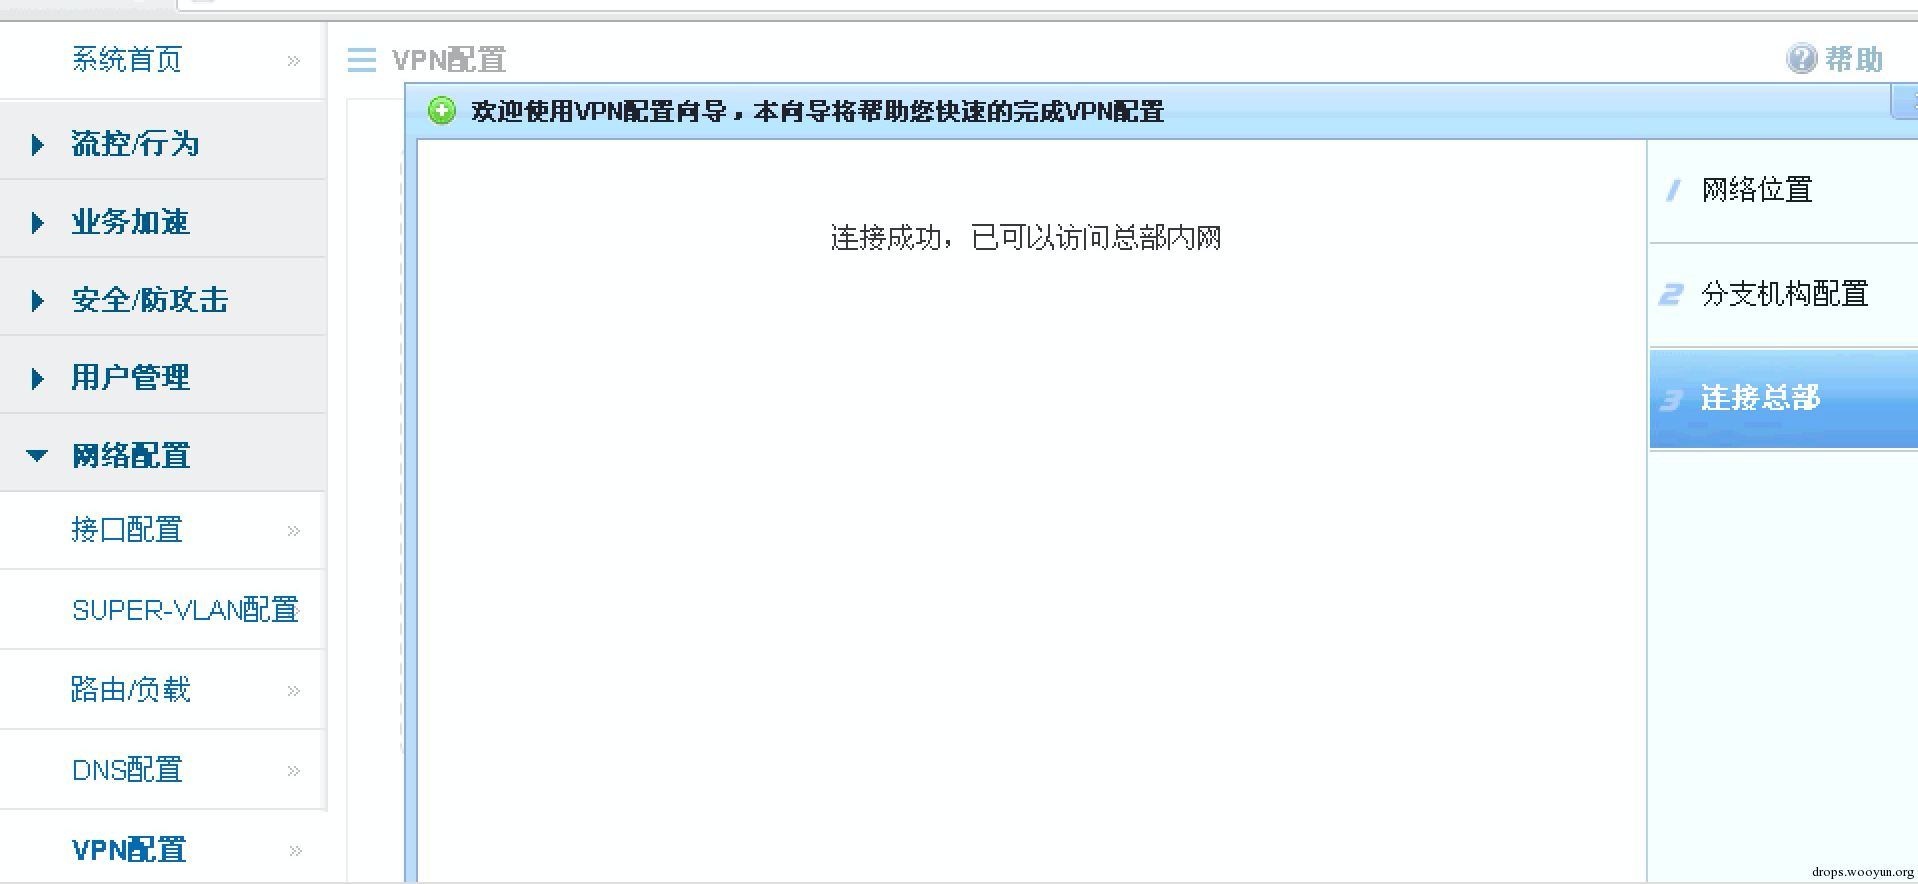 系统首页
流控/行为
业务加速
安全/防攻击
用户管理
网络配置
接口配置
SUPER-VLAN配置
路由/负载
DNS配置
VPN配置
VPN配置
帮助
欢迎使用VPN配置向导，本向导将帮助您快速的完成VPN配置
连接成功，已可以访问总部内网
1 网络位置
2 分支机构配置
3 连接总部
drops.wooyun.org